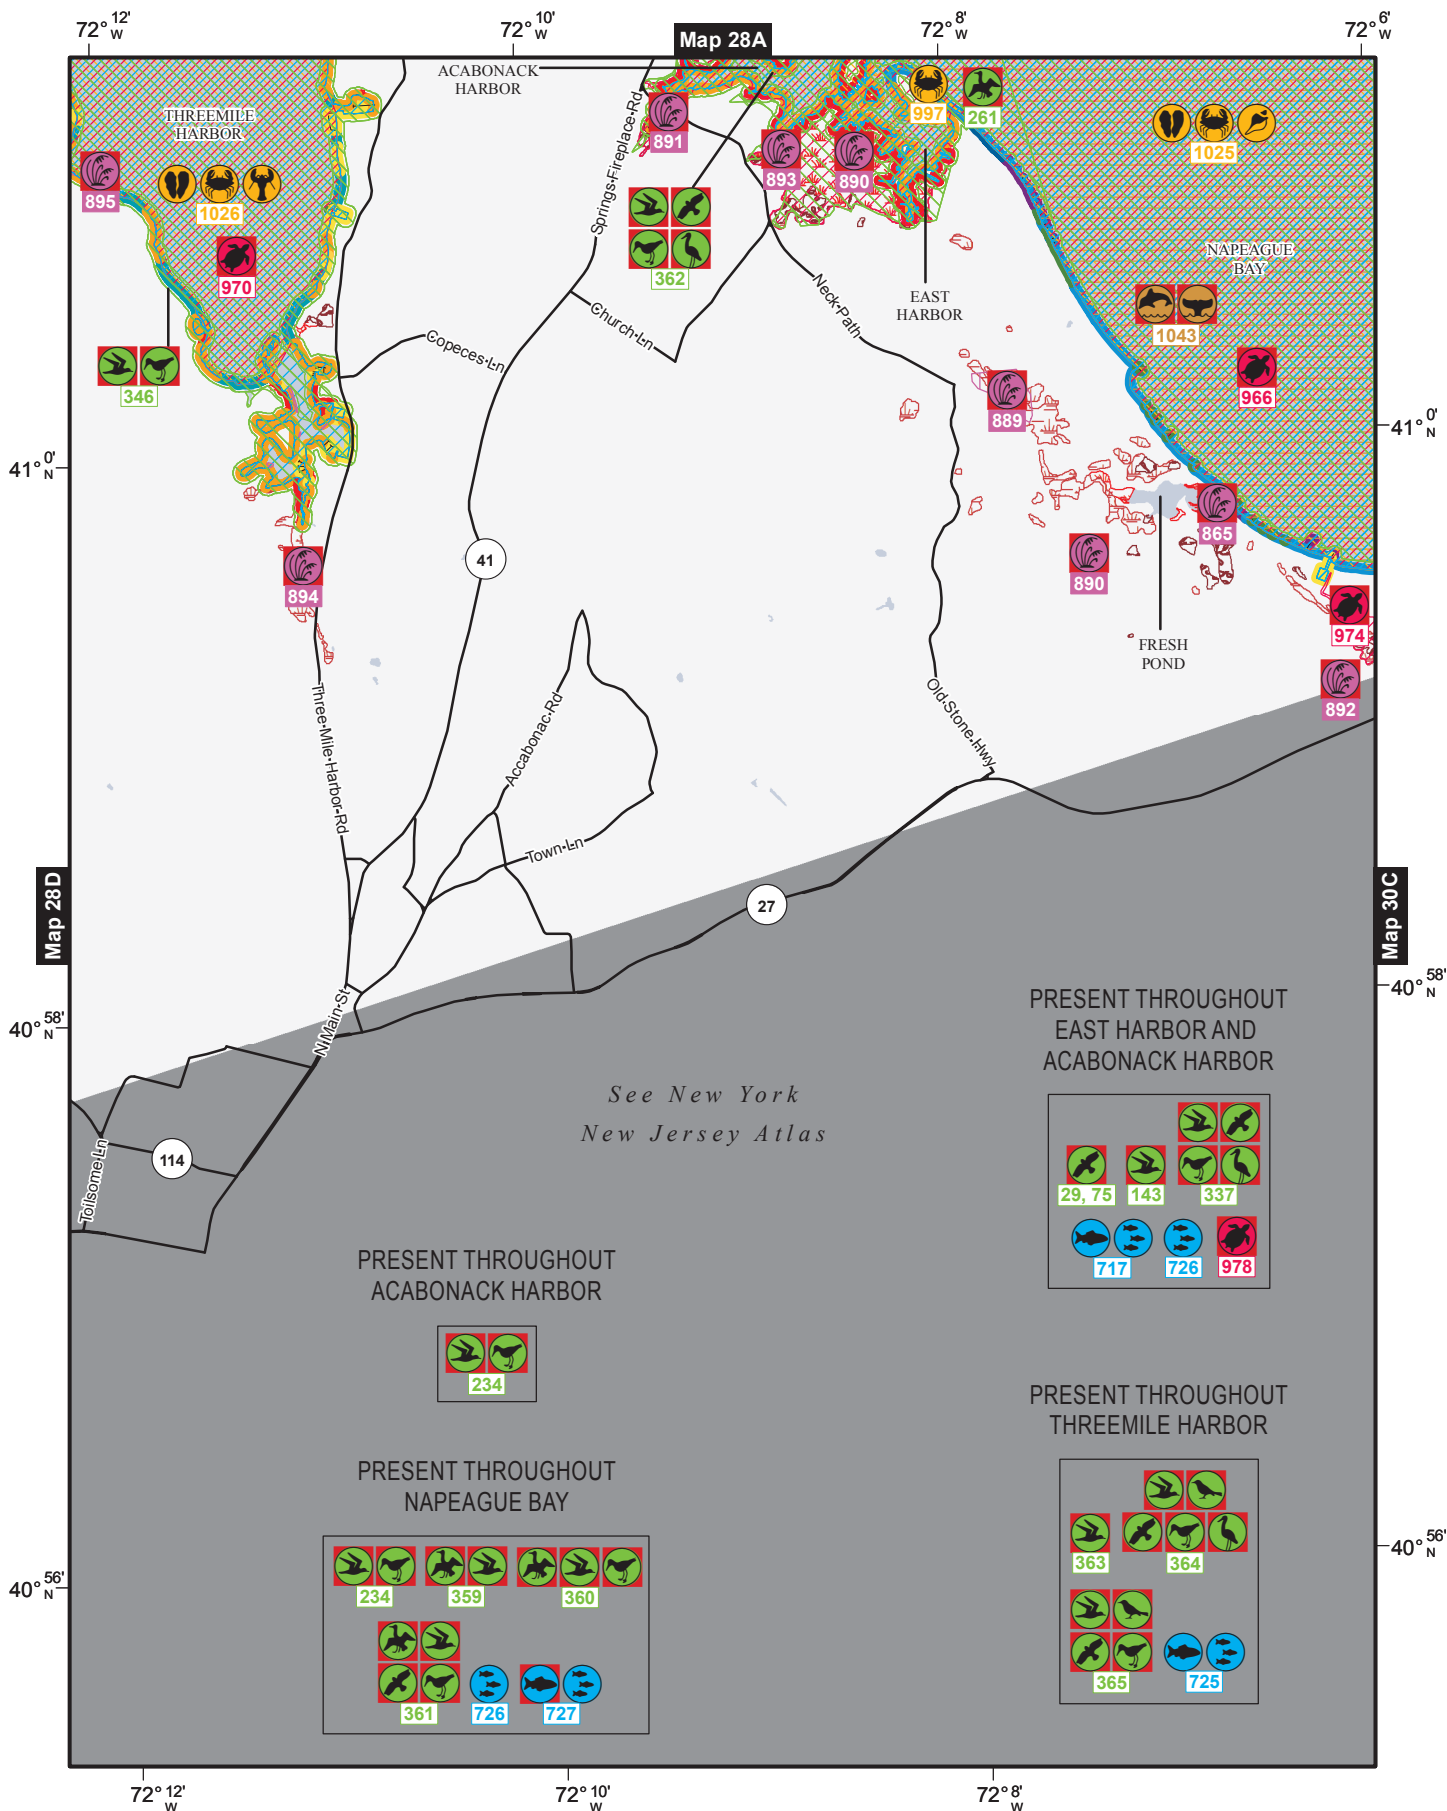 72° 12' W
72° 10' W
72° 8' W
72° 6' W
Map 28A
ACABONACK
HARBOR
THREEMILE
HARBOR
997
261
1025
891
893
890
895
1026
Springs-Fireplace-Rd
970
362
NAPEAGUE
BAY
EAST
HARBOR
Neck-Path
Church-Ln
1043
Copeces-Ln
346
966
889
41° 0' N
41° 0' N
865
41
890
894
974
FRESH
POND
892
Three-Mile-Harbor-Rd
Accabonac-Rd
Old-Stone-Hwy
Town-Ln
Map 28D
27
Map 30C
40° 58' N
40° 58' N
N-Main-St
PRESENT THROUGHOUT
EAST HARBOR AND
ACABONACK HARBOR
See New York
New Jersey Atlas
114
Toilsome-Ln
29, 75
143
337
717
726
978
PRESENT THROUGHOUT
ACABONACK HARBOR
234
PRESENT THROUGHOUT
THREEMILE HARBOR
363
364
365
725
PRESENT THROUGHOUT
NAPEAGUE BAY
234
359
360
361
726
727
40° 56' N
40° 56' N
72° 12' W
72° 10' W
72° 8' W